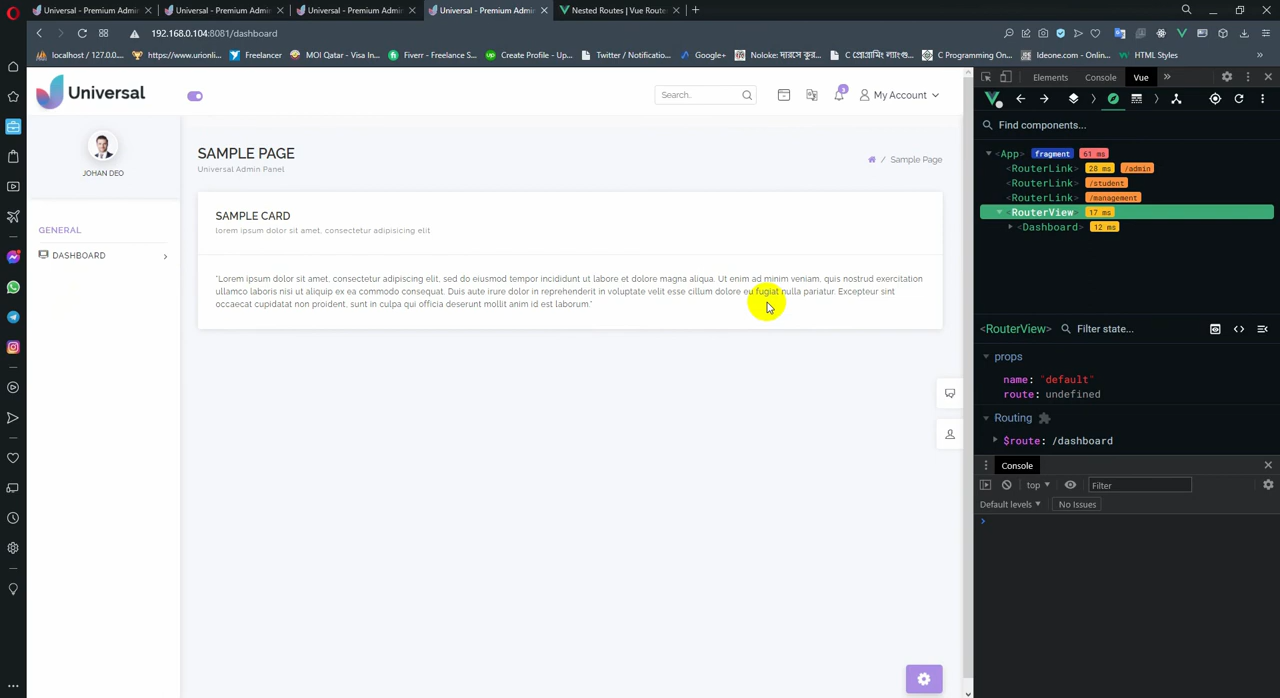 Universal - Premium Admi
Universal - Premium Admi
Universal - Premium Admi
Universal - Premium Admi
Nested Routes | Vue Route
192.168.0.104:8081/dashboard
localhost / 127.0.0....
https://www.urionli...
Freelancer
MOI Qatar - Visa In...
Fiverr - Freelance S...
Create Profile - Up...
Twitter / Notificatio...
Google+
C Programming On...
Ideone.com - Onlin...
HTML Styles
Universal
Search..
3
My Account
JOHAN DEO
GENERAL
DASHBOARD
SAMPLE PAGE
Universal Admin Panel
/ Sample Page
SAMPLE CARD
lorem ipsum dolor sit amet, consectetur adipisicing elit
"Lorem ipsum dolor sit amet, consectetur adipiscing elit, sed do eiusmod tempor incididunt ut labore et dolore magna aliqua. Ut enim ad minim veniam, quis nostrud exercitation
ullamco laboris nisi ut aliquip ex ea commodo consequat. Duis aute irure dolor in reprehenderit in voluptate velit esse cillum dolore eu fugiat nulla pariatur. Excepteur sint
occaecat cupidatat non proident, sunt in culpa qui officia deserunt mollit anim id est laborum."
Elements
Console
Vue
Find components...
<App> fragment 61 ms
<RouterLink> 28 ms /admin
<RouterLink> /student
<RouterLink> /management
<RouterView> 17 ms
<Dashboard> 12 ms
<RouterView> Filter state...
props
name: "default"
route: undefined
Routing
$route: /dashboard
Console
top
Filter
Default levels
No Issues